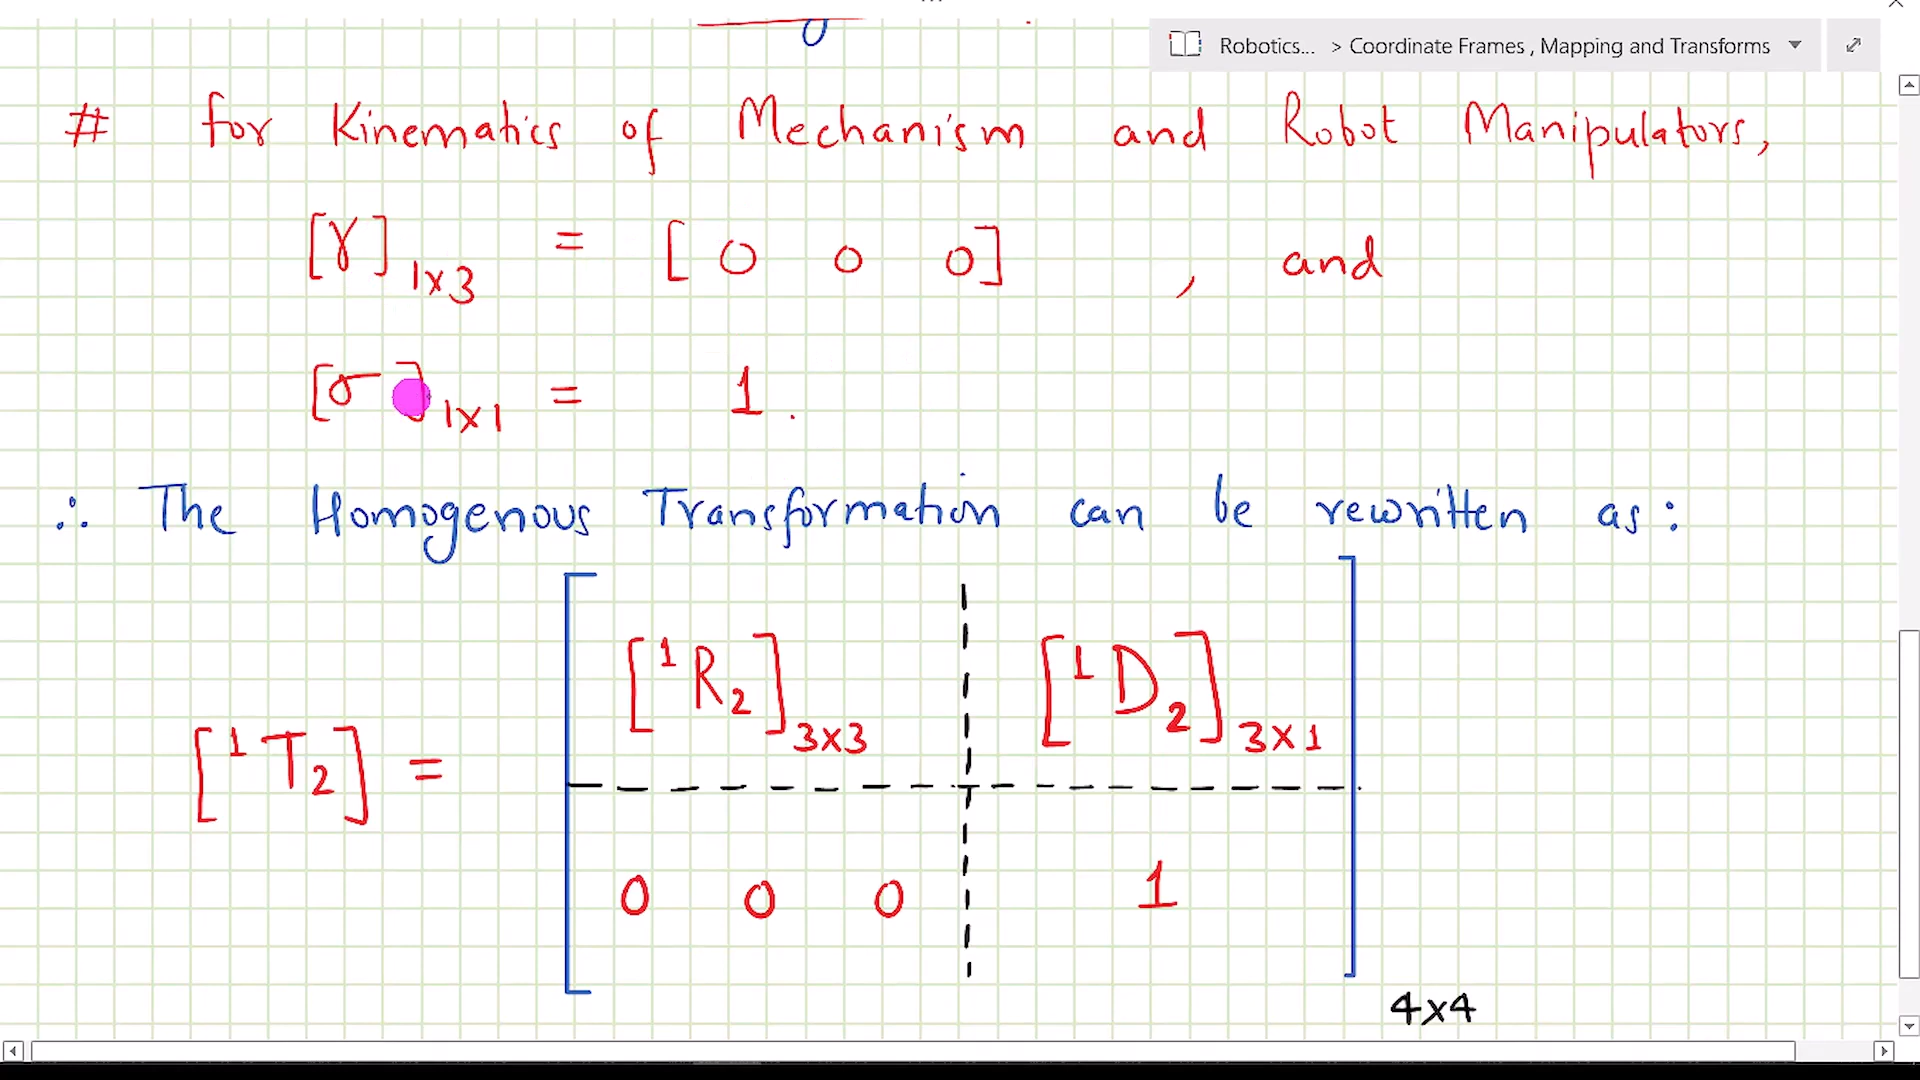 Robotics... > Coordinate Frames , Mapping and Transforms
# for Kinematics of Mechanism and Robot Manipulators,
[γ]₁ₓ₃ = [ 0 0 0 ] , and
[σ]₁ₓ₁ = 1 .
∴ The Homogenous Transformation can be rewritten as :
[¹R₂]₃ₓ₃ [¹D₂]₃ₓ₁
[¹T₂] =
0 0 0 1
4x4